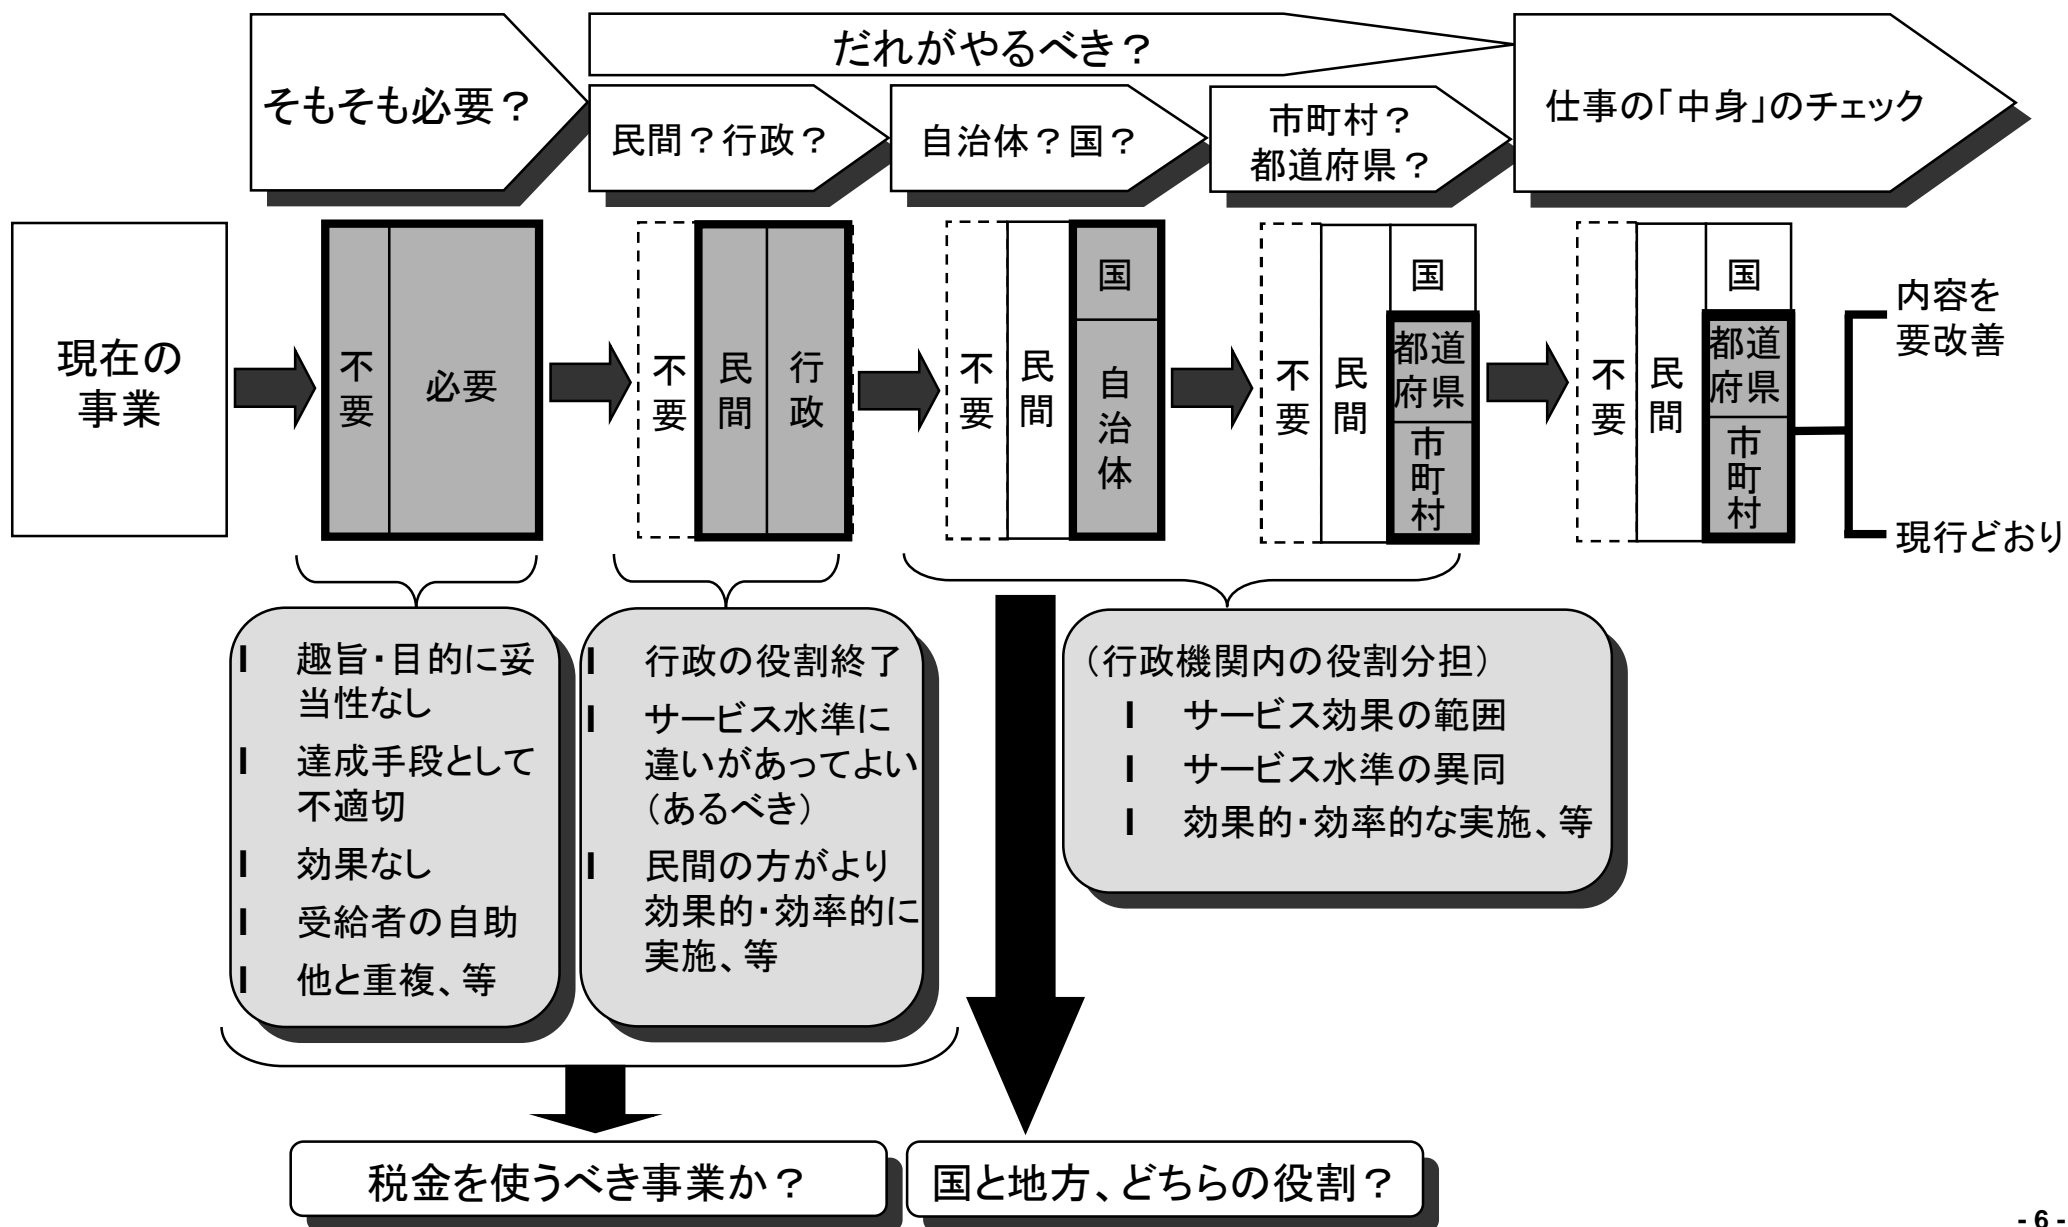 そもそも必要？
だれがやるべき？
民間？行政？
自治体？国？
市町村？
都道府県？
仕事の「中身」のチェック
現在の
事業
不要
必要
不要
民間
行政
不要
民間
国
自治体
不要
民間
国
都道
府県
市町村
不要
民間
国
都道
府県
市町村
内容を
要改善
現行どおり
l 趣旨・目的に妥
当性なし
l 達成手段として
不適切
l 効果なし
l 受給者の自助
l 他と重複、等
l 行政の役割終了
l サービス水準に
違いがあってよい
（あるべき）
l 民間の方がより
効果的・効率的に
実施、等
（行政機関内の役割分担）
l サービス効果の範囲
l サービス水準の異同
l 効果的・効率的な実施、等
税金を使うべき事業か？
国と地方、どちらの役割？
- 6 -